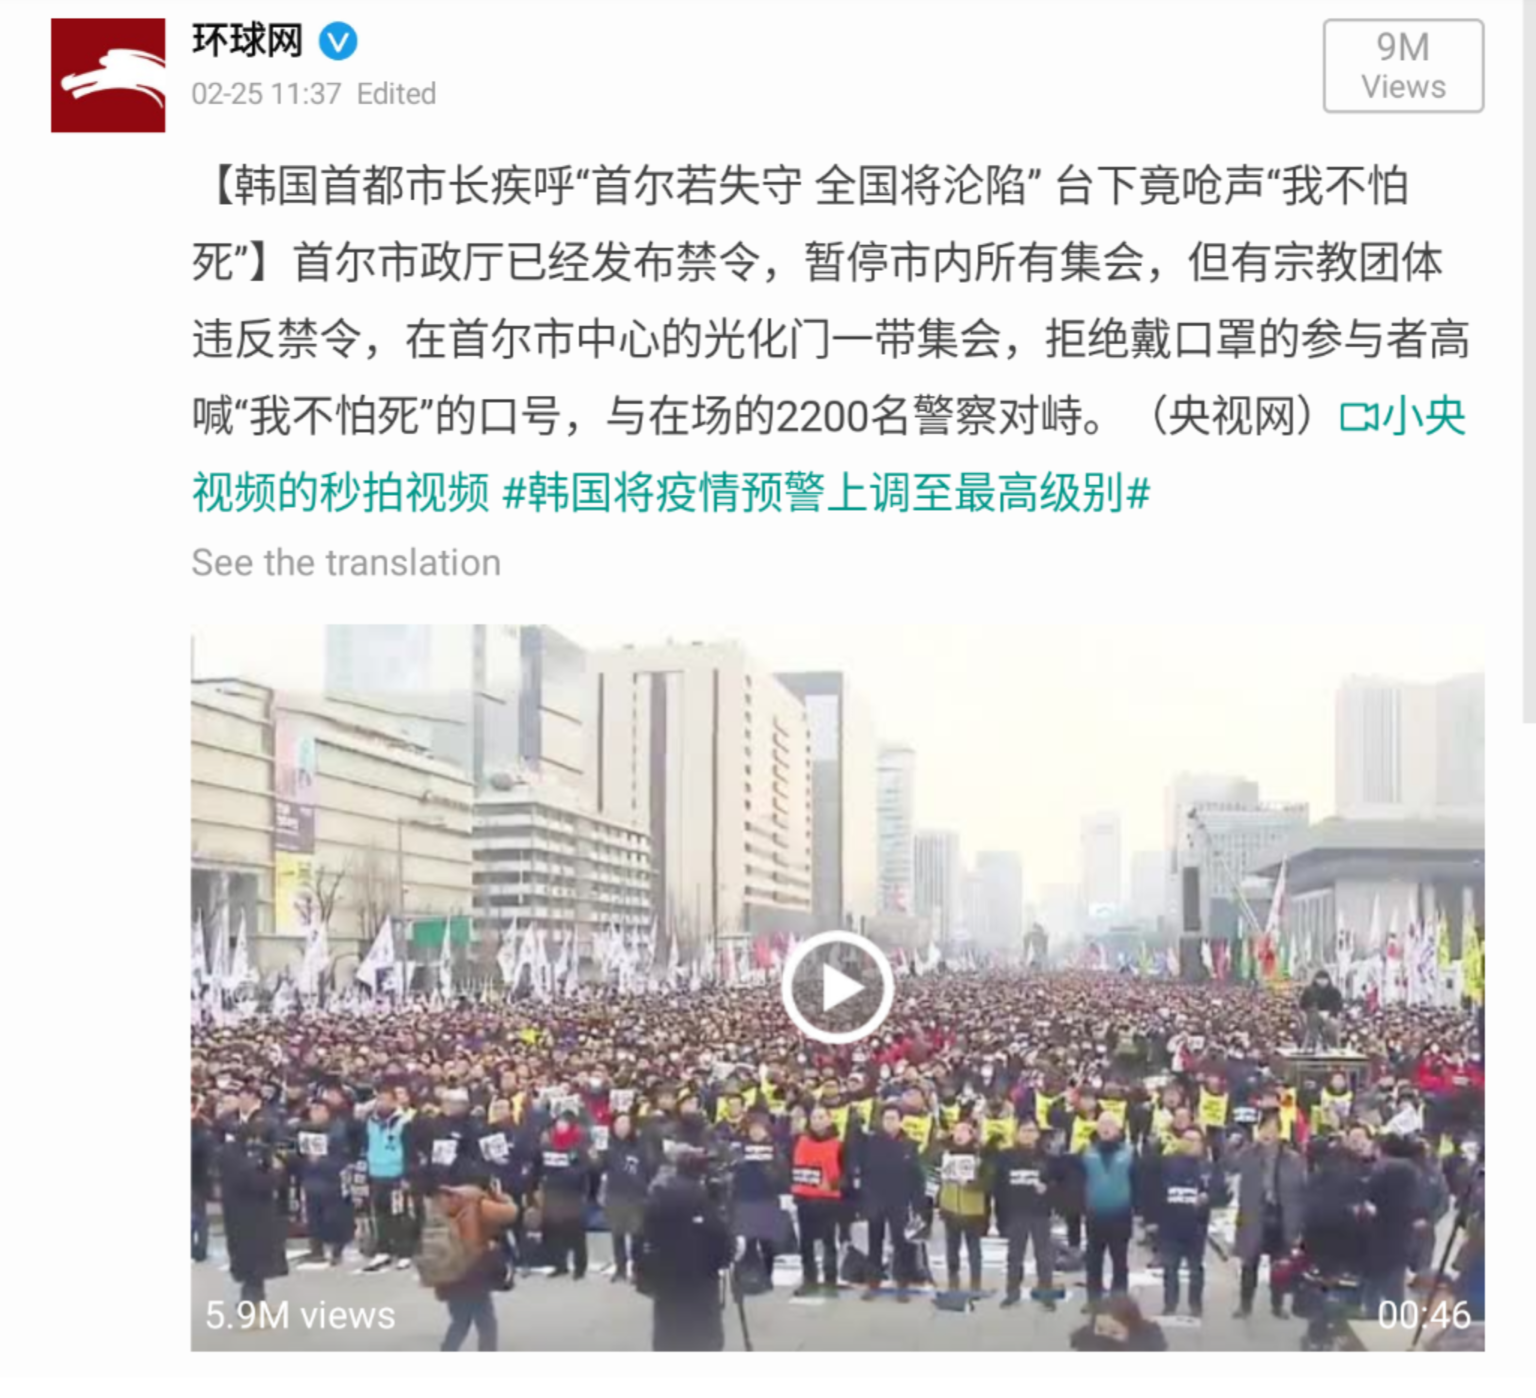 环球网
02-25 11:37 Edited
9M
Views
【韩国首都市长疾呼“首尔若失守 全国将沦陷” 台下竟呛声“我不怕
死”】首尔市政厅已经发布禁令，暂停市内所有集会，但有宗教团体
违反禁令，在首尔市中心的光化门一带集会，拒绝戴口罩的参与者高
喊“我不怕死”的口号，与在场的2200名警察对峙。（央视网）小央
视频的秒拍视频 #韩国将疫情预警上调至最高级别#
See the translation
5.9M views
00:46